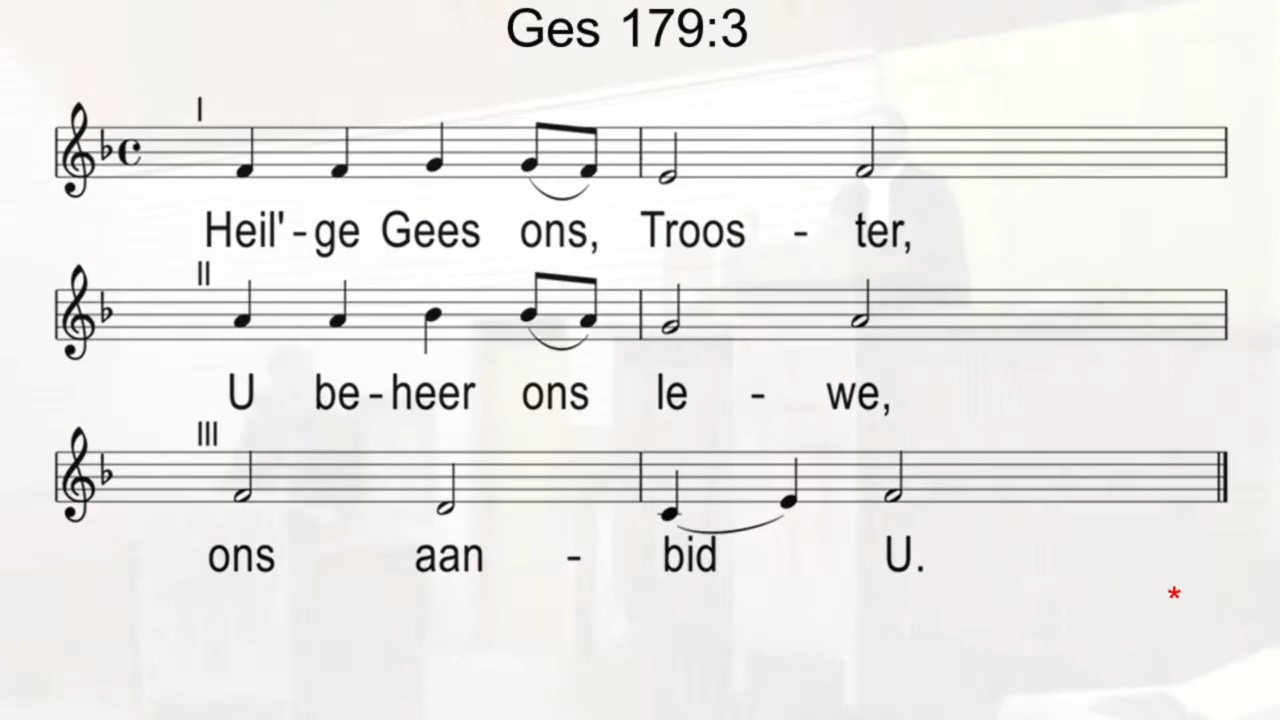 Ges 179:3
I
Heil'-ge Gees ons, Troos - ter,
II
U be-heer ons le - we,
III
ons aan - bid U.
*